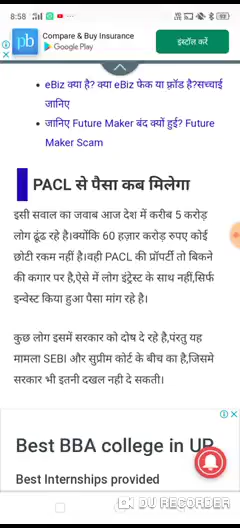 8:58
Compare & Buy Insurance
Google Play
इंस्टॉल करें
eBiz क्या है? क्या eBiz फेक या फ़्रॉड है?सच्चाई
जानिए
जानिए Future Maker बंद क्यों हुई? Future
Maker Scam
PACL से पैसा कब मिलेगा
इसी सवाल का जवाब आज देश में करीब 5 करोड़
लोग ढूंढ रहे है।क्योंकि 60 हज़ार करोड़ रुपए कोई
छोटी रकम नहीं है।वही PACL की प्रॉपर्टी तो बिकने
की कगार पर है,ऐसे में लोग इंट्रेस्ट के साथ नहीं,सिर्फ
इन्वेस्ट किया हुआ पैसा मांग रहे है।
कुछ लोग इसमें सरकार को दोष दे रहे है,परंतु यह
मामला SEBI और सुप्रीम कोर्ट के बीच का है,जिसमे
सरकार भी इतनी दखल नही दे सकती।
Best BBA college in UP
Best Internships provided
DU RECORDER